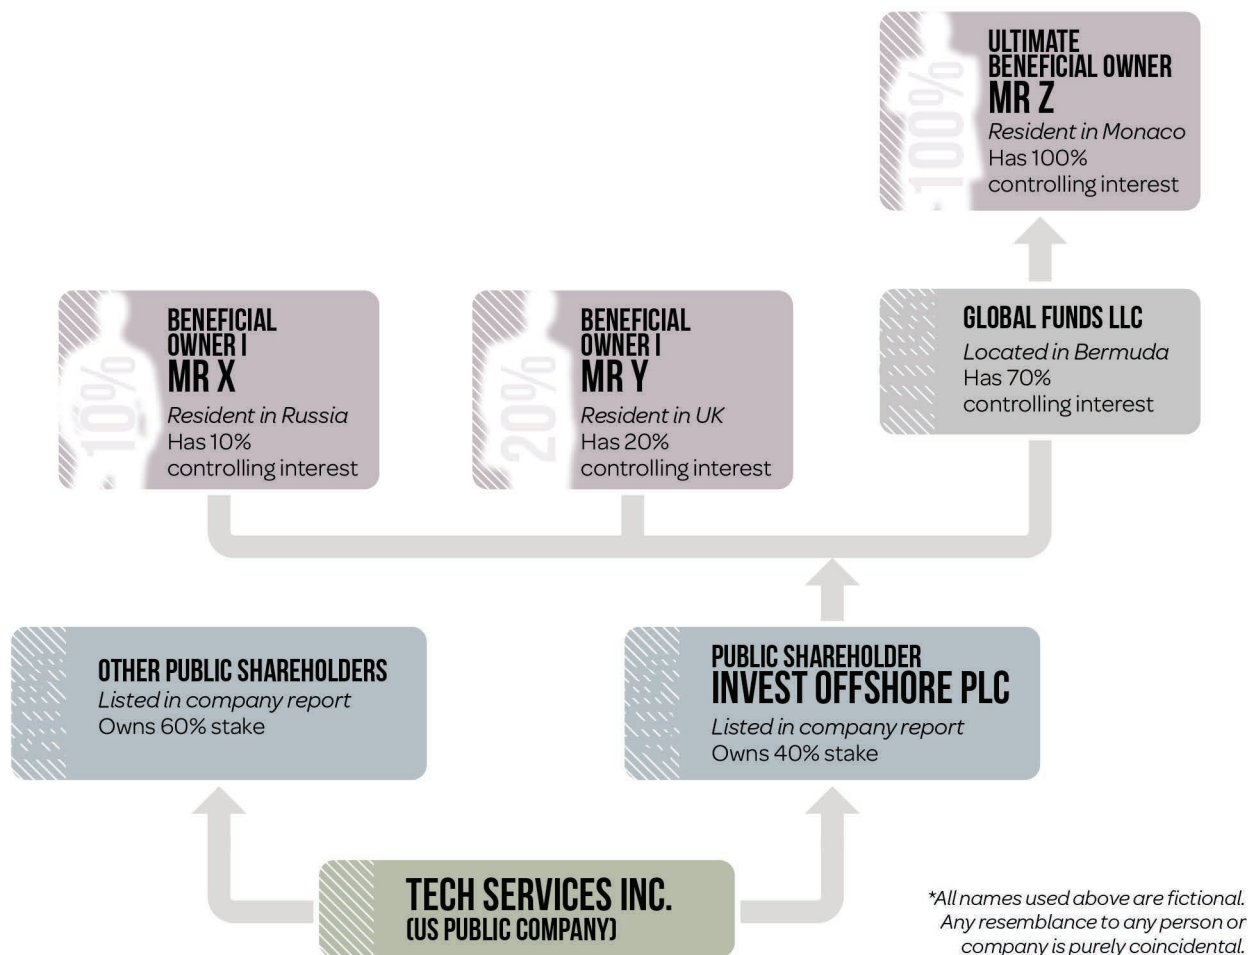 ULTIMATE
BENEFICIAL OWNER
MR Z
Resident in Monaco
Has 100%
controlling interest
100%
BENEFICIAL
OWNER I
MR X
Resident in Russia
Has 10%
controlling interest
10%
BENEFICIAL
OWNER I
MR Y
Resident in UK
Has 20%
controlling interest
20%
GLOBAL FUNDS LLC
Located in Bermuda
Has 70%
controlling interest
OTHER PUBLIC SHAREHOLDERS
Listed in company report
Owns 60% stake
PUBLIC SHAREHOLDER
INVEST OFFSHORE PLC
Listed in company report
Owns 40% stake
TECH SERVICES INC.
(US PUBLIC COMPANY)
*All names used above are fictional.
Any resemblance to any person or
company is purely coincidental.